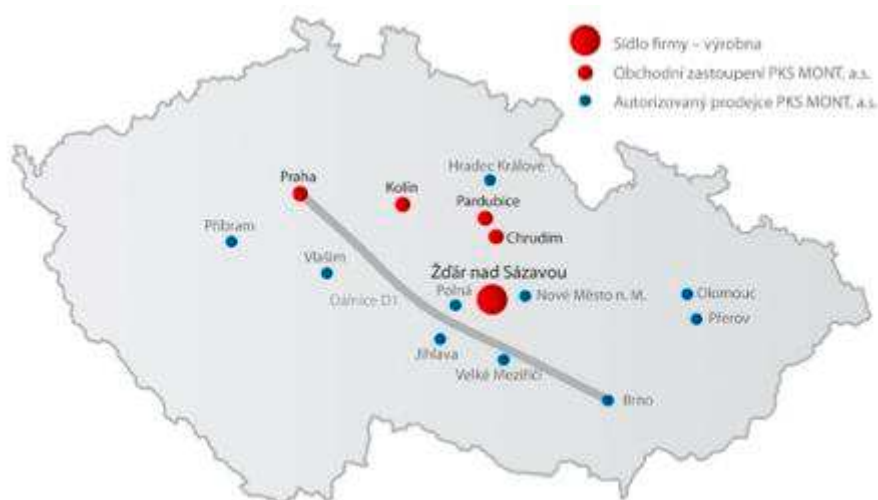 Sídlo firmy – výrobna
Obchodní zastoupení PKS MONT, a.s.
Autorizovaný prodejce PKS MONT, a.s.
Hradec Králove
Praha
Kolín
Pardubice
Příbram
Chrudim
Vlašim
Žďár nad Sázavou
Dálnice D1
Polná
Nové Město n. M.
Olomouc
Přerov
Jihlava
Velké Meziříčí
Brno